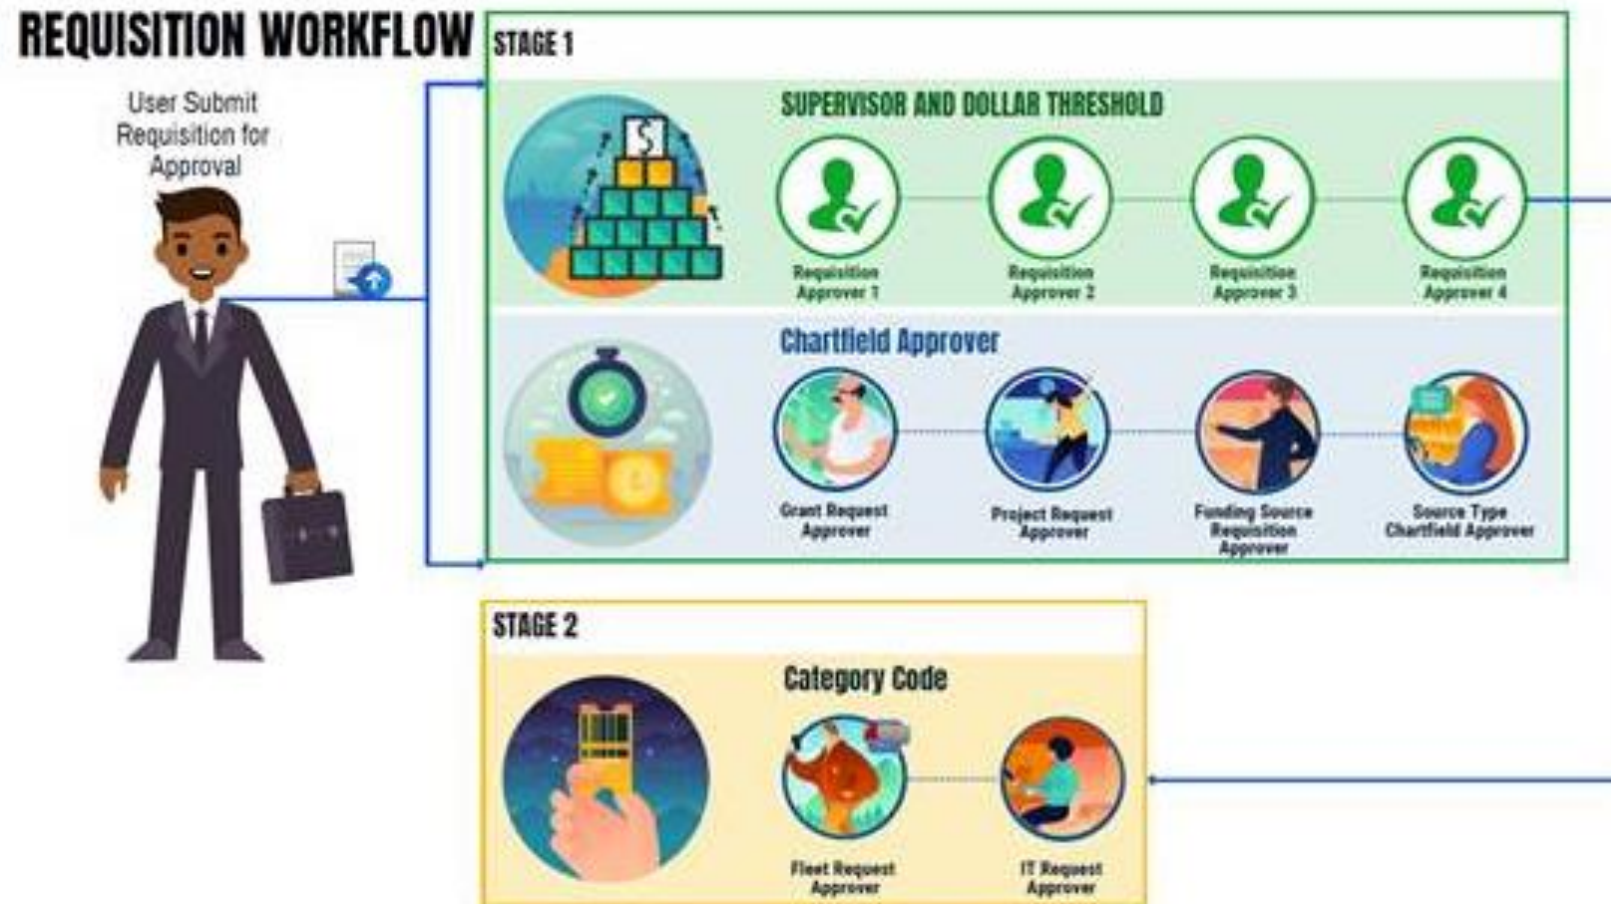 REQUISITION WORKFLOW
User Submit
Requisition for
Approval
STAGE 1
SUPERVISOR AND DOLLAR THRESHOLD
Requisition
Approver 1
Requisition
Approver 2
Requisition
Approver 3
Requisition
Approver 4
Chartfield Approver
Grant Request
Approver
Project Request
Approver
Funding Source
Requisition
Approver
Source Type
Chartfield Approver
STAGE 2
Category Code
Fleet Request
Approver
IT Request
Approver